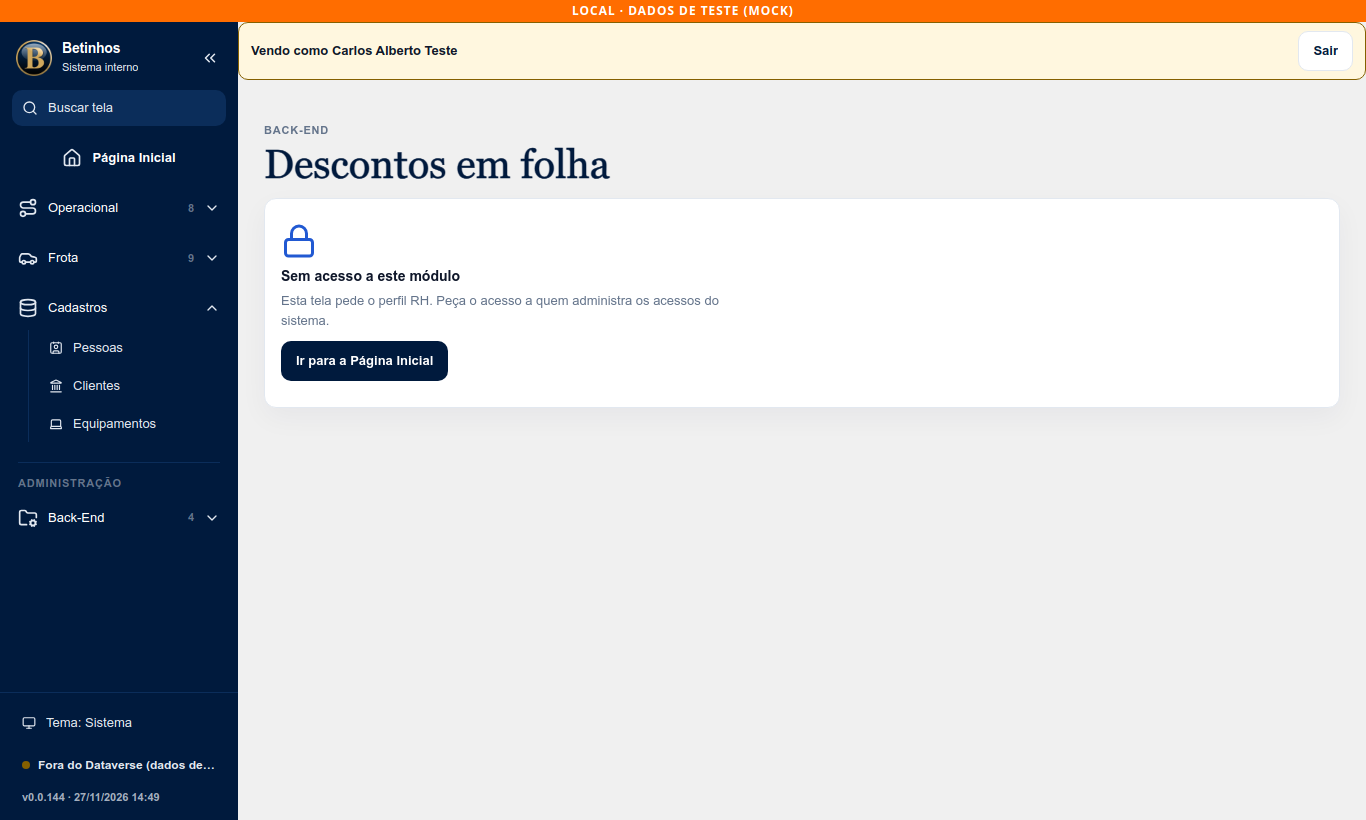 LOCAL · DADOS DE TESTE (MOCK)
B
Betinhos
Sistema interno
Buscar tela
Página Inicial
Operacional 8
Frota 9
Cadastros
Pessoas
Clientes
Equipamentos
ADMINISTRAÇÃO
Back-End 4
Tema: Sistema
Fora do Dataverse (dados de...
v0.0.144 · 27/11/2026 14:49
Vendo como Carlos Alberto Teste
Sair
BACK-END
Descontos em folha
Sem acesso a este módulo
Esta tela pede o perfil RH. Peça o acesso a quem administra os acessos do
sistema.
Ir para a Página Inicial